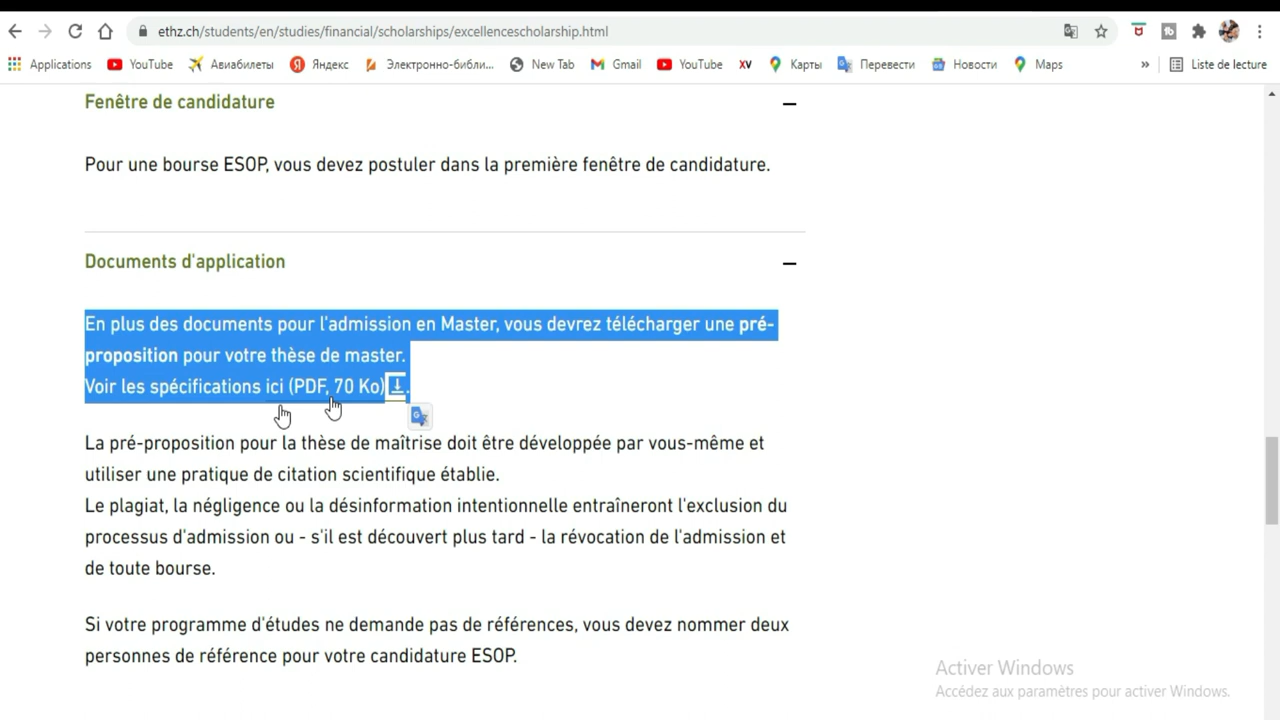 ethz.ch/students/en/studies/financial/scholarships/excellencescholarship.html
Applications YouTube Авиабилеты Яндекс Электронно-библи... New Tab Gmail YouTube XV Карты Перевести Новости Maps » Liste de lecture
Fenêtre de candidature
Pour une bourse ESOP, vous devez postuler dans la première fenêtre de candidature.
Documents d'application
En plus des documents pour l'admission en Master, vous devrez télécharger une pré-
proposition pour votre thèse de master.
Voir les spécifications ici (PDF, 70 Ko).
La pré-proposition pour la thèse de maîtrise doit être développée par vous-même et
utiliser une pratique de citation scientifique établie.
Le plagiat, la négligence ou la désinformation intentionnelle entraîneront l'exclusion du
processus d'admission ou - s'il est découvert plus tard - la révocation de l'admission et
de toute bourse.
Si votre programme d'études ne demande pas de références, vous devez nommer deux
personnes de référence pour votre candidature ESOP.
Activer Windows
Accédez aux paramètres pour activer Windows.